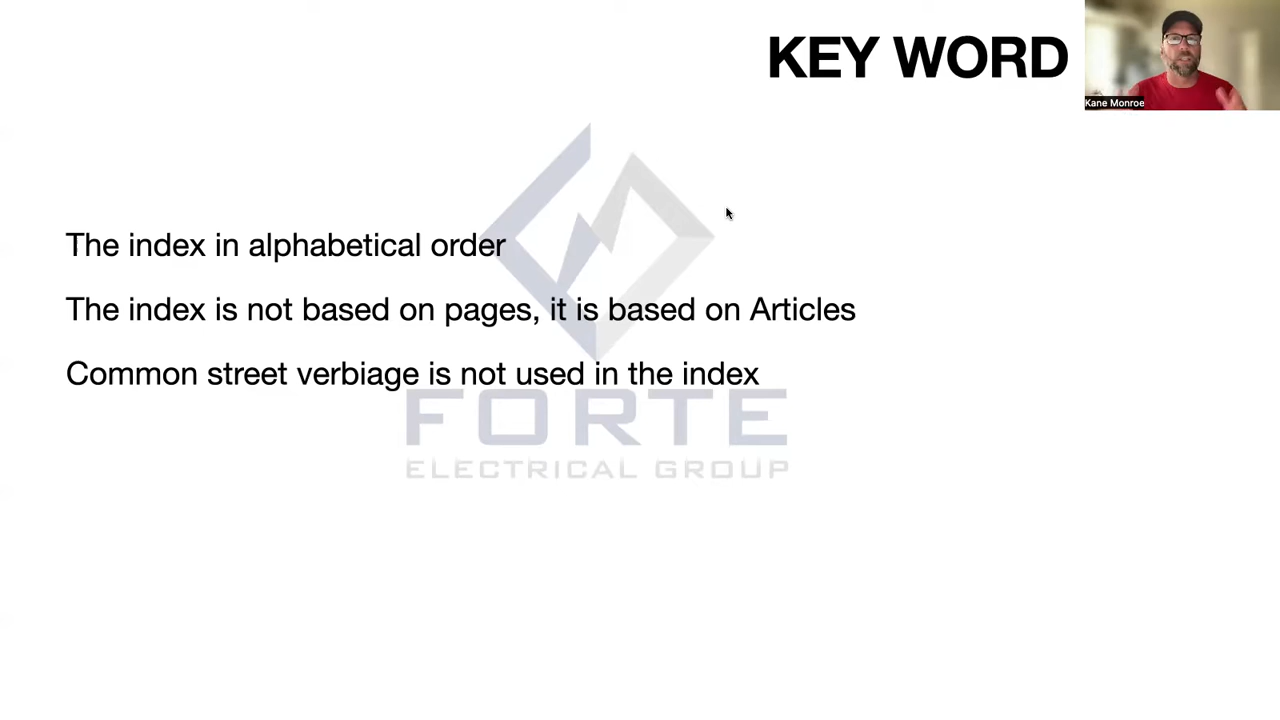 KEY WORD
Kane Monroe
The index in alphabetical order
The index is not based on pages, it is based on Articles
Common street verbiage is not used in the index
FORTE
ELECTRICAL GROUP